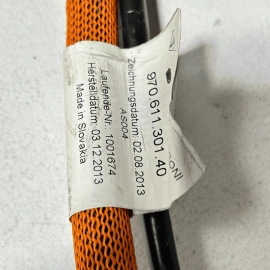 970.611.301.40
Zeichnungsdatum: 02.08.2013
AS004
Laufende-Nr. 1001674
Herstelldatum: 03.12.2013
Made in Slovakia